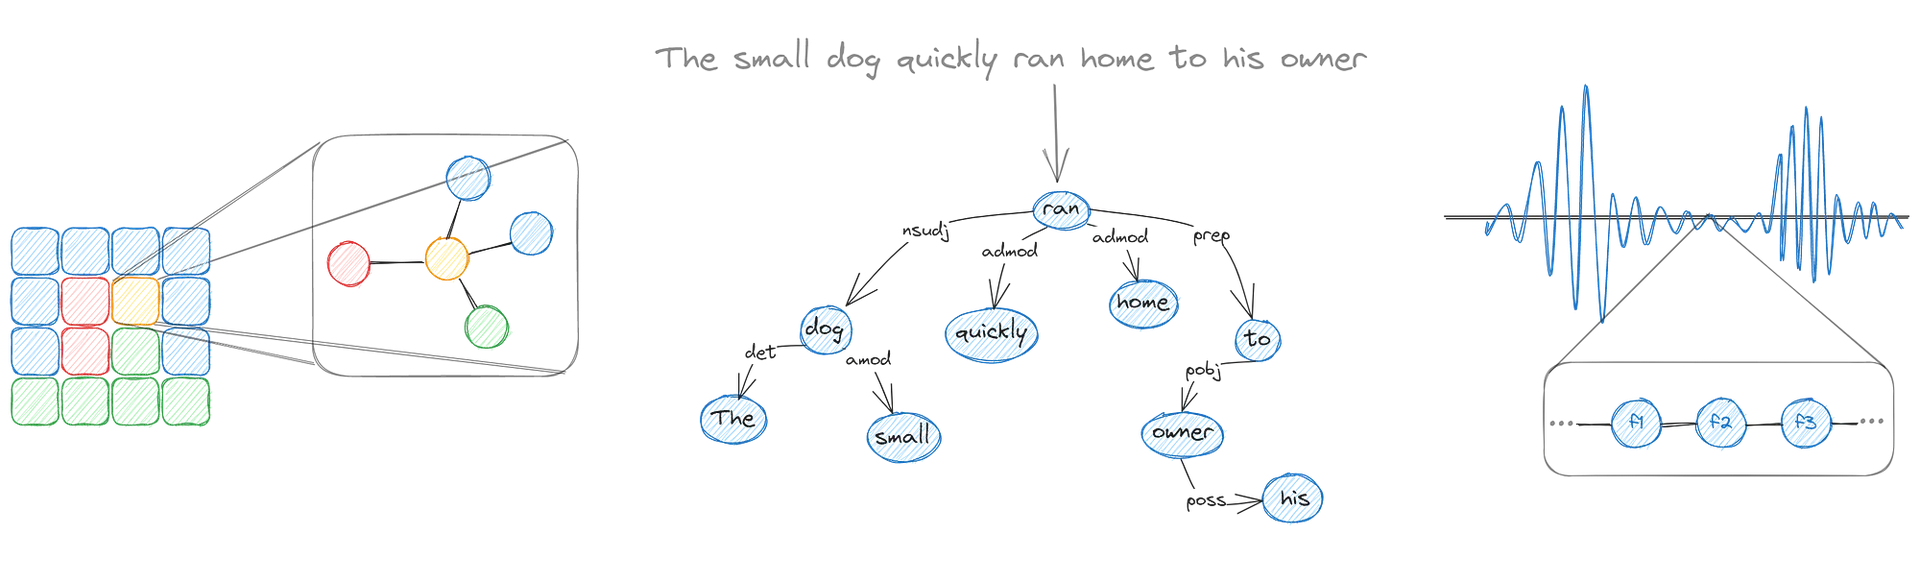 The small dog quickly ran home to his owner
ran
nsudj
admod
admod
prep
dog
quickly
home
to
det
amod
pobj
The
small
owner
poss
his
... f1 f2 f3 ...